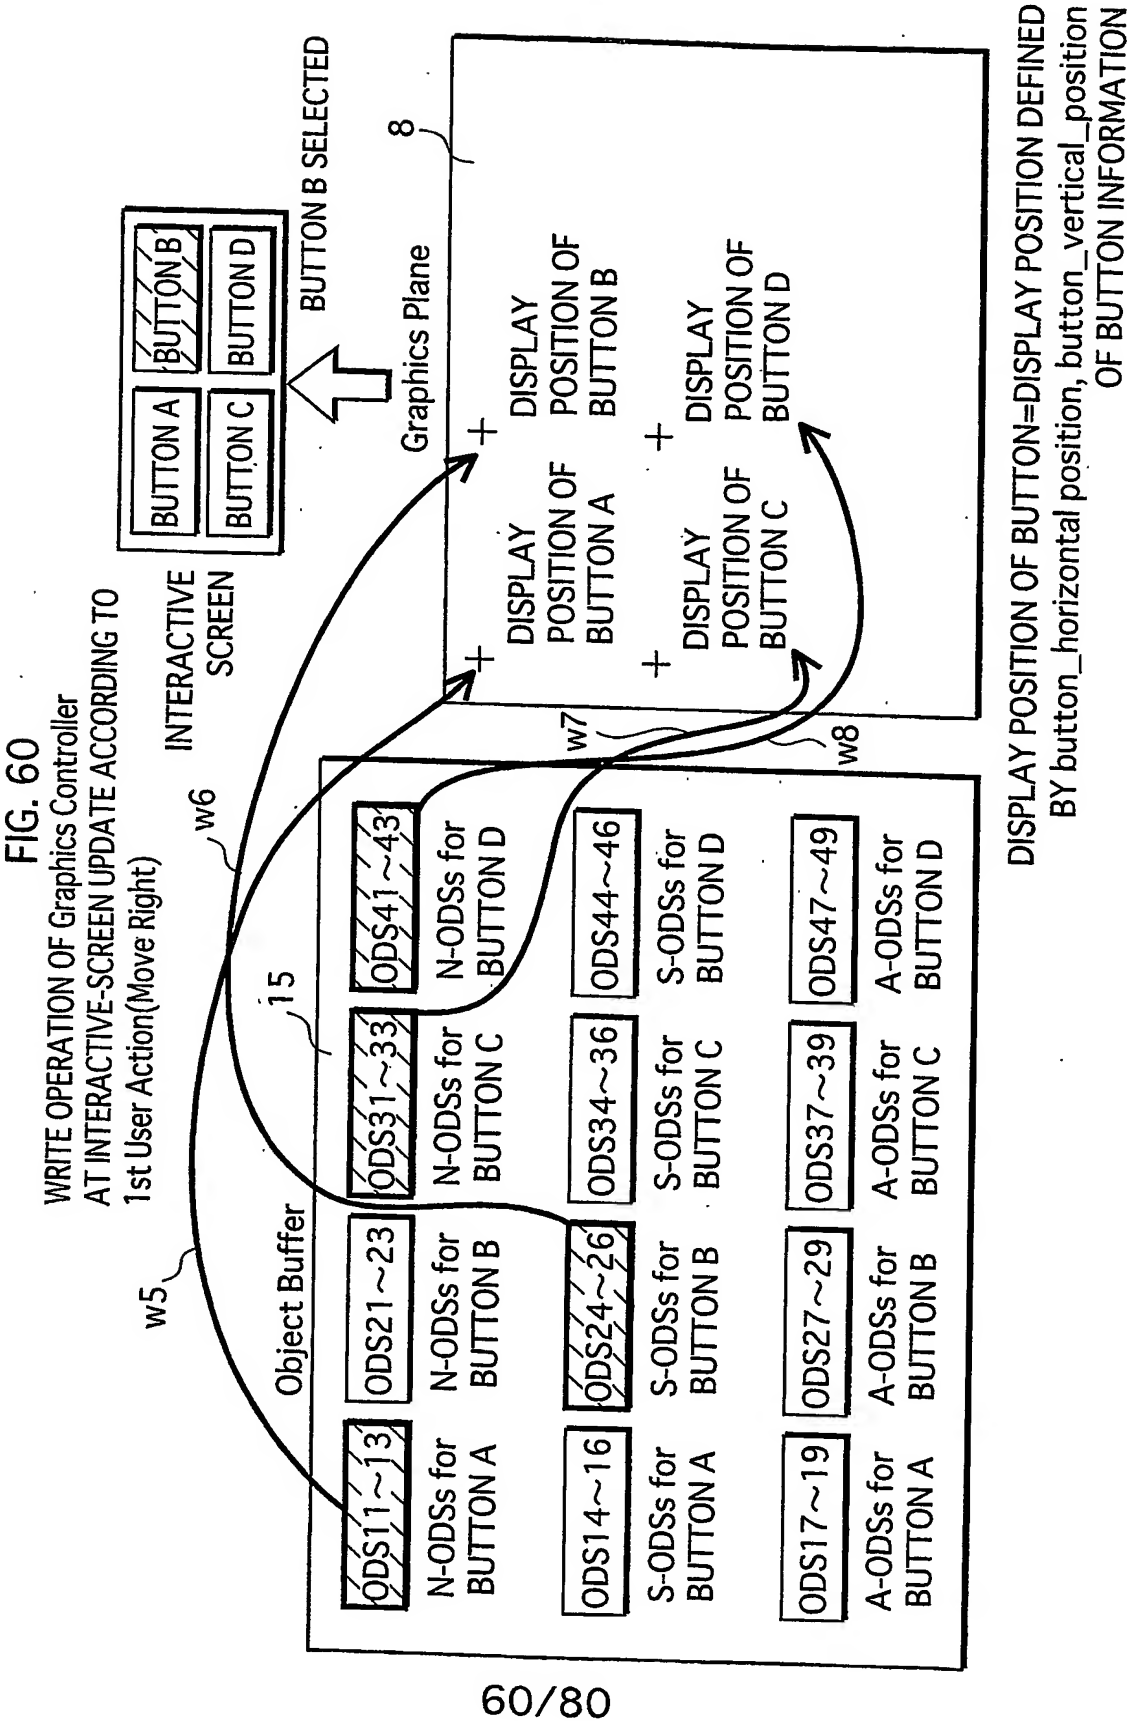 FIG. 60
WRITE OPERATION OF Graphics Controller
AT INTERACTIVE-SCREEN UPDATE ACCORDING TO
1st User Action(Move Right)
INTERACTIVE
SCREEN
BUTTON A
BUTTON B
BUTTON C
BUTTON D
BUTTON B SELECTED
w5
w6
Object Buffer
15
Graphics Plane
8
ODS11~13
N-ODSs for
BUTTON A
ODS21~23
N-ODSs for
BUTTON B
ODS31~33
N-ODSs for
BUTTON C
ODS41~43
N-ODSs for
BUTTON D
ODS14~16
S-ODSs for
BUTTON A
ODS24~26
S-ODSs for
BUTTON B
ODS34~36
S-ODSs for
BUTTON C
ODS44~46
S-ODSs for
BUTTON D
ODS17~19
A-ODSs for
BUTTON A
ODS27~29
A-ODSs for
BUTTON B
ODS37~39
A-ODSs for
BUTTON C
ODS47~49
A-ODSs for
BUTTON D
w7
w8
DISPLAY
POSITION OF
BUTTON A
DISPLAY
POSITION OF
BUTTON B
DISPLAY
POSITION OF
BUTTON C
DISPLAY
POSITION OF
BUTTON D
DISPLAY POSITION OF BUTTON=DISPLAY POSITION DEFINED
BY button_horizontal position, button_vertical_position
OF BUTTON INFORMATION
60/80